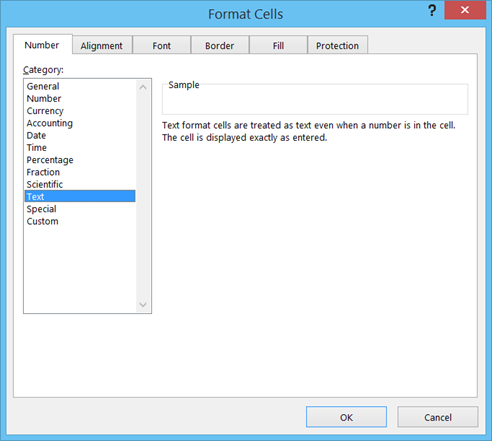 Format Cells
?
Number Alignment Font Border Fill Protection
Category:
General
Number
Currency
Accounting
Date
Time
Percentage
Fraction
Scientific
Text
Special
Custom
Sample
Text format cells are treated as text even when a number is in the cell.
The cell is displayed exactly as entered.
OK Cancel